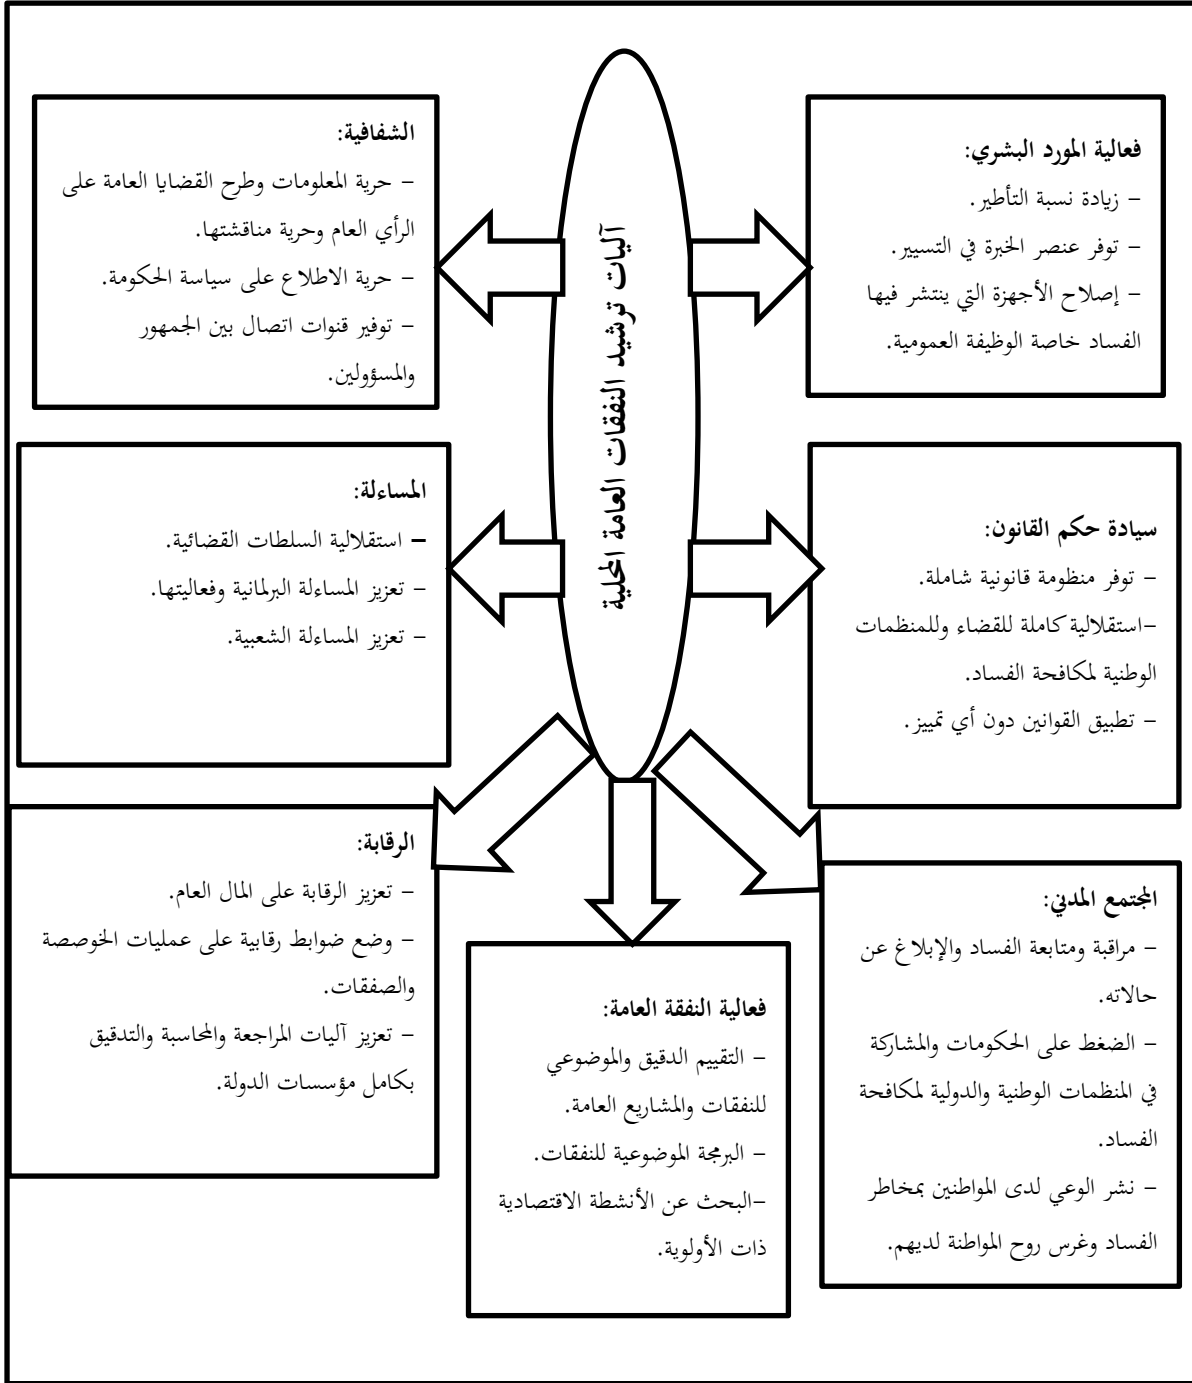 آليات ترشيد النفقات العامة المحلية
فعالية المورد البشري:
– زيادة نسبة التأطير.
– توفر عنصر الخبرة في التسيير.
– إصلاح الأجهزة التي ينتشر فيها
الفساد خاصة الوظيفة العمومية.
الشفافية:
– حرية المعلومات وطرح القضايا العامة على
الرأي العام وحرية مناقشتها.
– حرية الاطلاع على سياسة الحكومة.
– توفير قنوات اتصال بين الجمهور
والمسؤولين.
سيادة حكم القانون:
– توفر منظومة قانونية شاملة.
–استقلالية كاملة للقضاء وللمنظمات
الوطنية لمكافحة الفساد.
– تطبيق القوانين دون أي تمييز.
المساءلة:
– استقلالية السلطات القضائية.
– تعزيز المساءلة البرلمانية وفعاليتها.
– تعزيز المساءلة الشعبية.
المجتمع المدني:
– مراقبة ومتابعة الفساد والإبلاغ عن
حالاته.
– الضغط على الحكومات والمشاركة
في المنظمات الوطنية والدولية لمكافحة
الفساد.
– نشر الوعي لدى المواطنين بمخاطر
الفساد وغرس روح المواطنة لديهم.
فعالية النفقة العامة:
– التقييم الدقيق والموضوعي
للنفقات والمشاريع العامة.
– البرمجة الموضوعية للنفقات.
–البحث عن الأنشطة الاقتصادية
ذات الأولوية.
الرقابة:
– تعزيز الرقابة على المال العام.
– وضع ضوابط رقابية على عمليات الخوصصة
والصفقات.
– تعزيز آليات المراجعة والمحاسبة والتدقيق
بكامل مؤسسات الدولة.